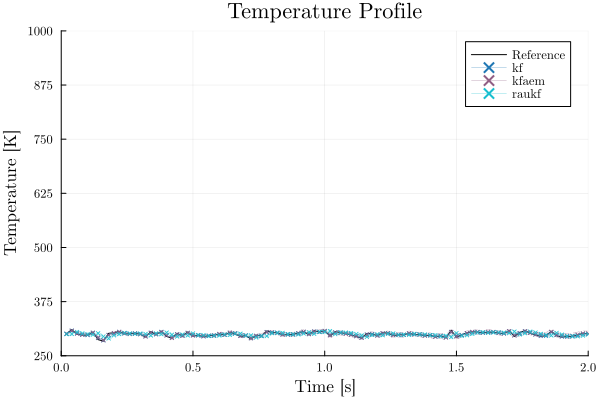 Temperature Profile
1000
875
750
625
500
375
250
Temperature [K]
Reference
kf
kfaem
raukf
0.0 0.5 1.0 1.5 2.0
Time [s]